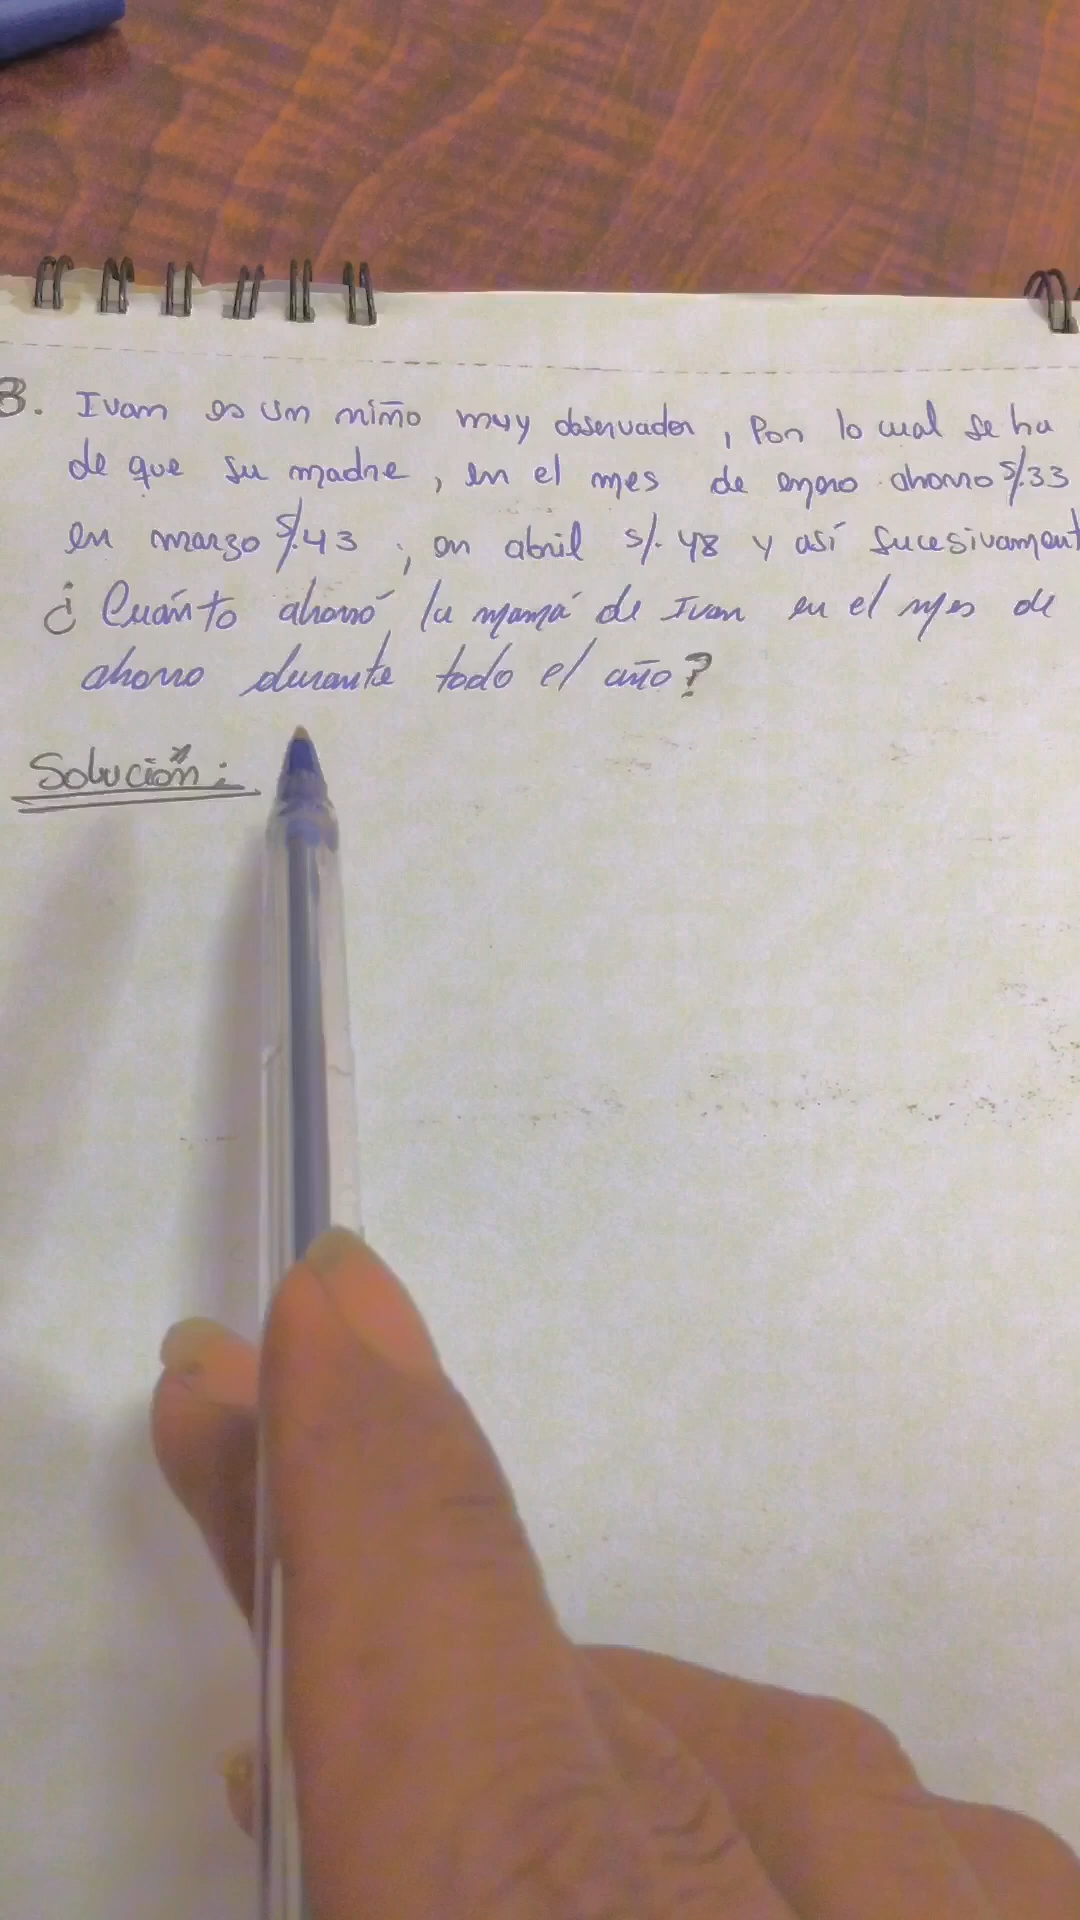 3. Ivan es un niño muy observador, Por lo cual se ha
de que su madre, en el mes de enero ahorro S/.33
en marzo S/.43, en abril S/. 48 y así sucesivament
¿Cuánto ahorró la mamá de Ivan en el mes de
ahorro durante todo el año?
Solución: